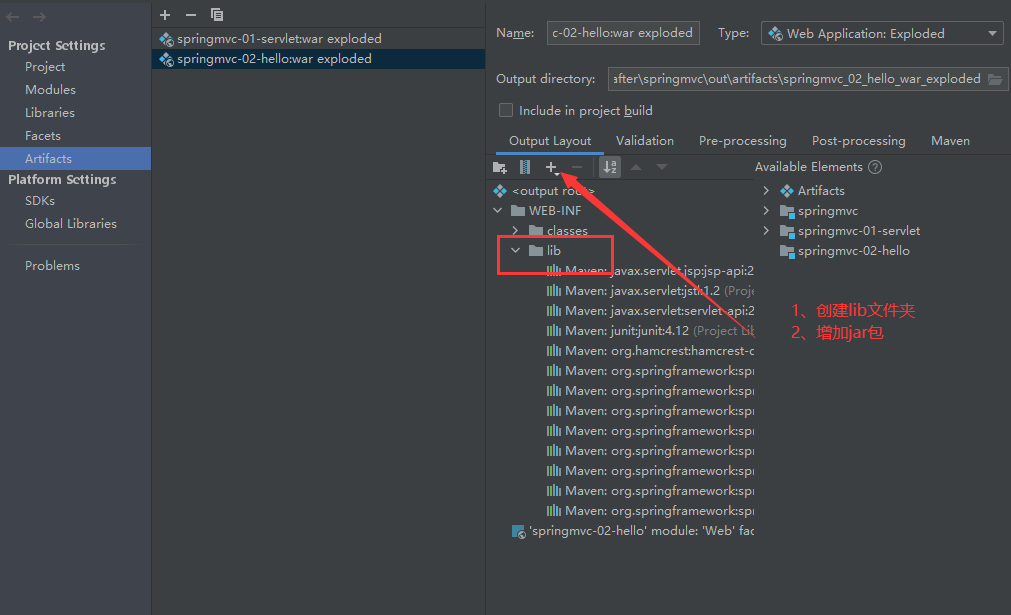 Project Settings
Project
Modules
Libraries
Facets
Artifacts
Platform Settings
SDKs
Global Libraries
Problems
springmvc-01-servlet:war exploded
springmvc-02-hello:war exploded
Name: c-02-hello:war exploded Type: Web Application: Exploded
Output directory: after\springmvc\out\artifacts\springmvc_02_hello_war_exploded
Include in project build
Output Layout Validation Pre-processing Post-processing Maven
Available Elements ?
<output root>
WEB-INF
classes
lib
Maven: javax.servlet.jsp:jsp-api:2
Maven: javax.servlet:jstl:1.2 (Proje
Maven: javax.servlet:servlet-api:2
Maven: junit:junit:4.12 (Project Lib
Maven: org.hamcrest:hamcrest-c
Maven: org.springframework:spr
Maven: org.springframework:spr
Maven: org.springframework:spr
Maven: org.springframework:spr
Maven: org.springframework:spr
Maven: org.springframework:spr
Maven: org.springframework:spr
Maven: org.springframework:spr
'springmvc-02-hello' module: 'Web' fac
Artifacts
springmvc
springmvc-01-servlet
springmvc-02-hello
1、创建lib文件夹
2、增加jar包